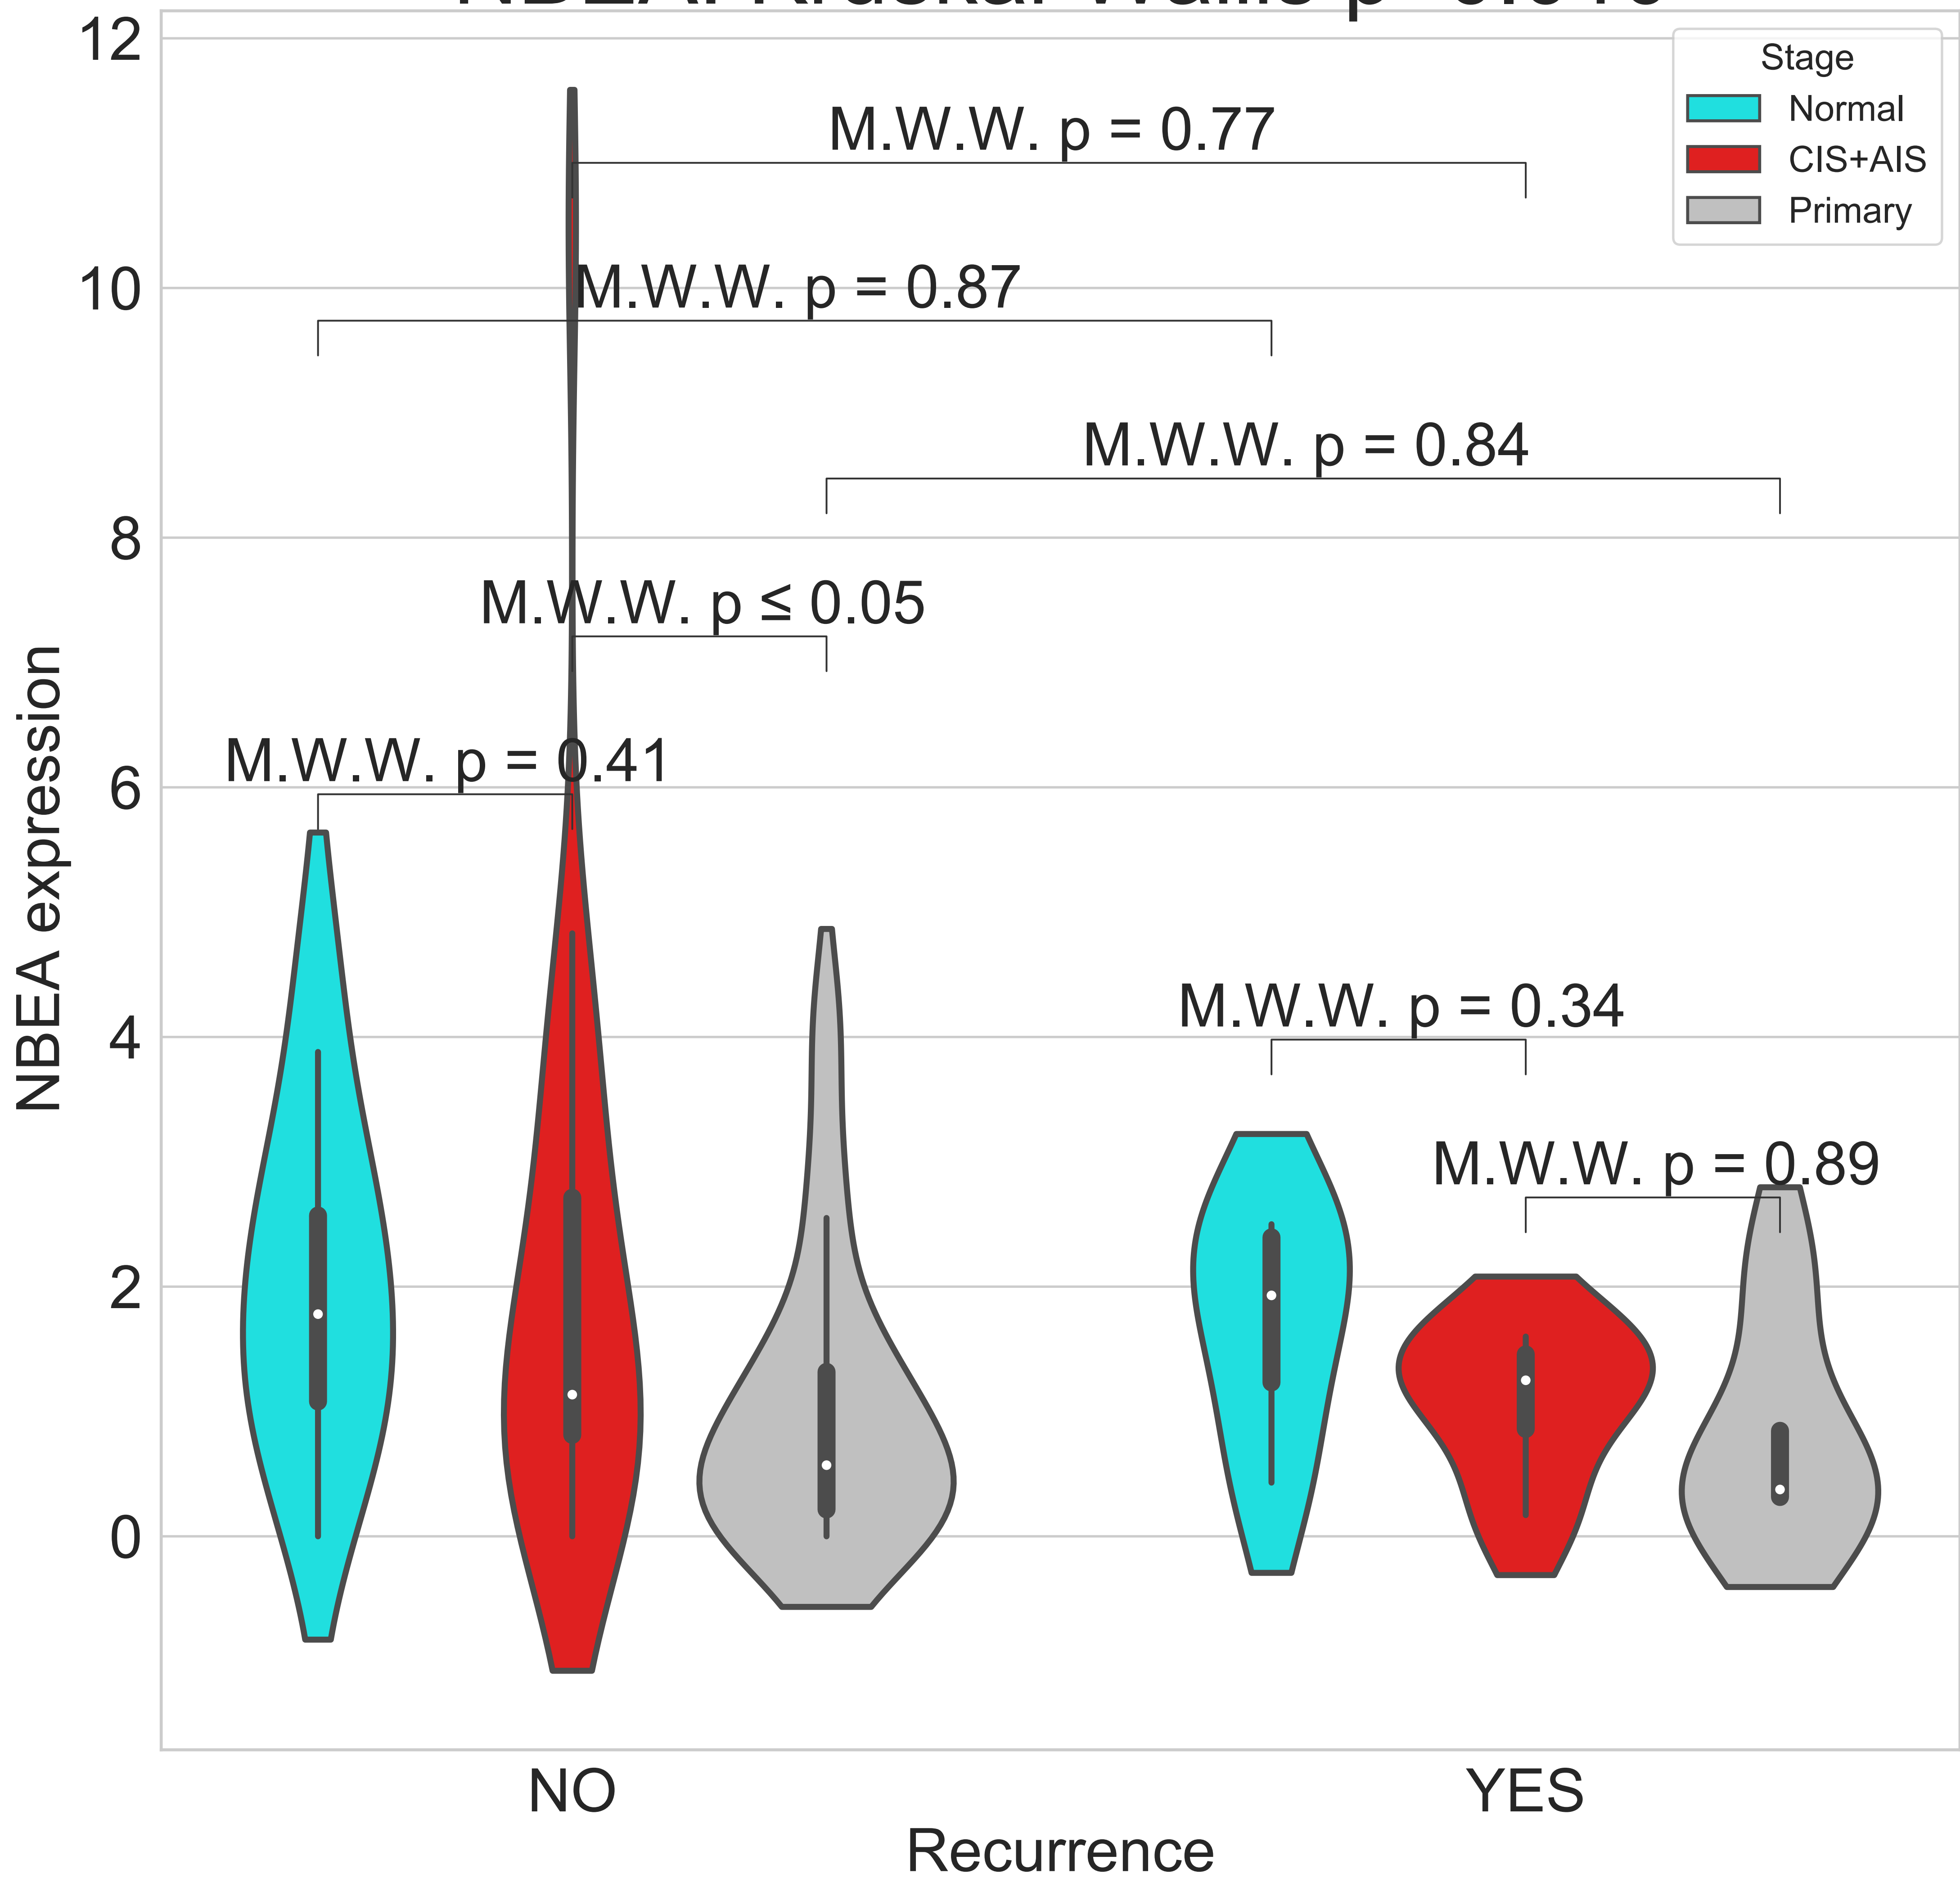 12
Stage
Normal
CIS+AIS
Primary
M.W.W. p = 0.77
10
M.W.W. p = 0.87
M.W.W. p = 0.84
8
M.W.W. p ≤ 0.05
M.W.W. p = 0.41
6
NBEA expression
4
M.W.W. p = 0.34
M.W.W. p = 0.89
2
0
NO
YES
Recurrence